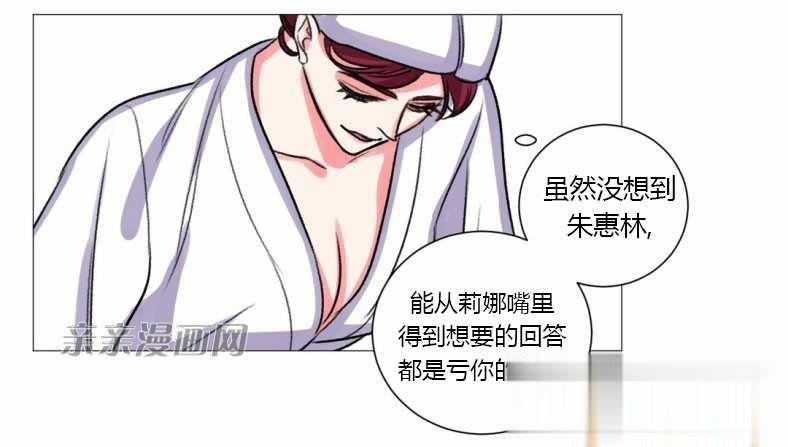 虽然没想到
朱惠林,
能从莉娜嘴里
得到想要的回答
都是亏你的
亲亲漫画网